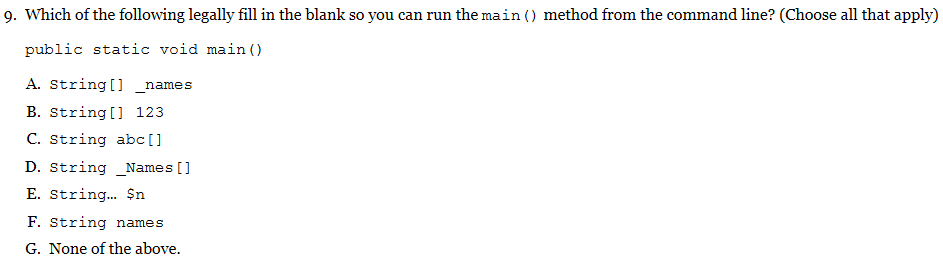 9. Which of the following legally fill in the blank so you can run the main() method from the command line? (Choose all that apply)
public static void main()
A. String[] _names
B. String[] 123
C. String abc[]
D. String _Names[]
E. String… $n
F. String names
G. None of the above.